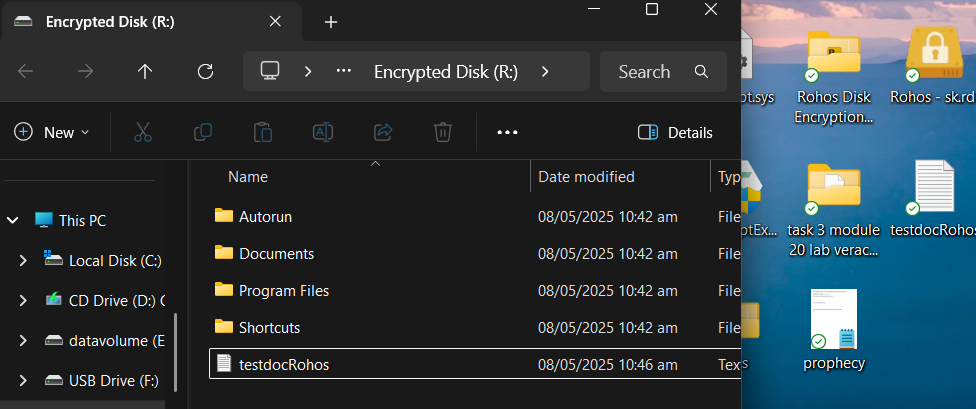 Encrypted Disk (R:)
Encrypted Disk (R:)
Search
New
Details
Name
Date modified
Typ
This PC
Local Disk (C:)
CD Drive (D:) C
datavolume (E
USB Drive (F:)
Autorun
08/05/2025 10:42 am
File
Documents
08/05/2025 10:42 am
File
Program Files
08/05/2025 10:42 am
File
Shortcuts
08/05/2025 10:42 am
File
testdocRohos
08/05/2025 10:46 am
Text
pt.sys
Rohos Disk
Encryption...
Rohos - sk.rd
ptEx...
task 3 module
20 lab verac...
testdocRohos
s
prophecy